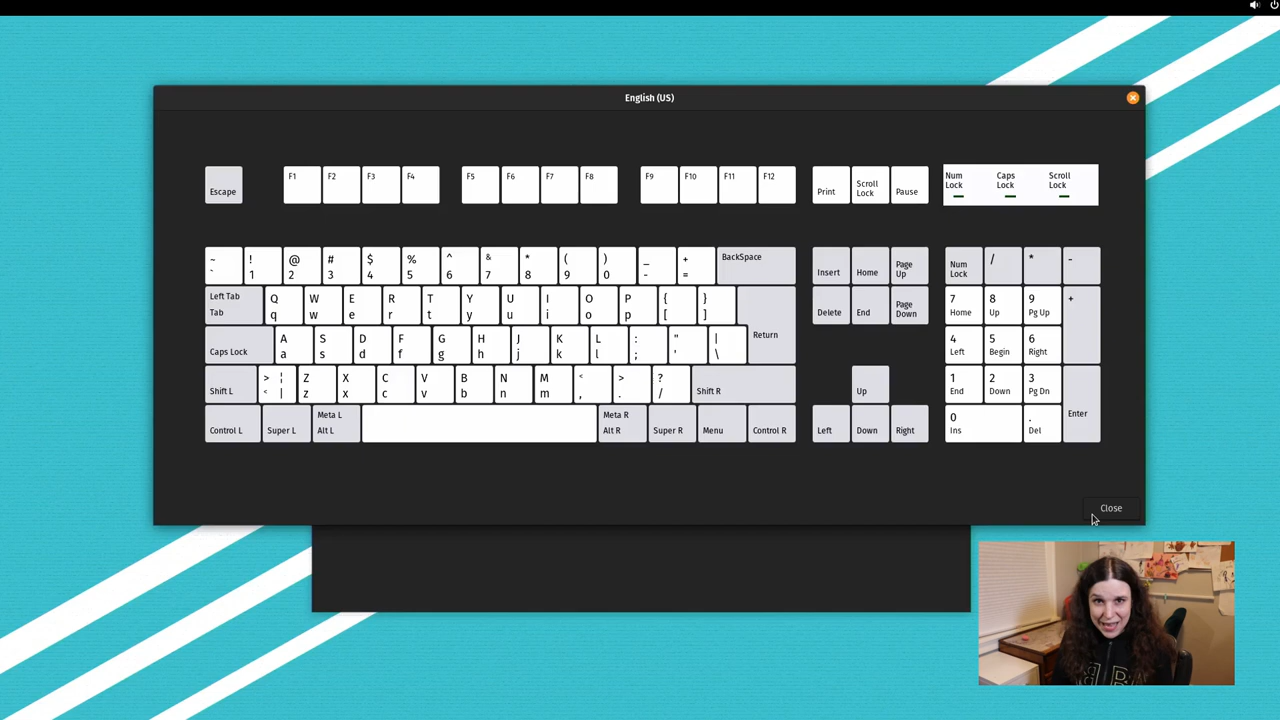 English (US)
Escape F1 F2 F3 F4 F5 F6 F7 F8 F9 F10 F11 F12 Print Scroll Lock Pause Num Lock Caps Lock Scroll Lock
~ ! @ # $ % ^ & * ( ) _ + BackSpace
` 1 2 3 4 5 6 7 8 9 0 - =
Insert Home Page Up Num Lock / * -
Left Tab Q W E R T Y U I O P { }
Tab q w e r t y u i o p [ ]
Delete End Page Down 7 Home 8 Up 9 Pg Up +
Caps Lock A S D F G H J K L : " | Return
a s d f g h j k l ; ' \
4 Left 5 Begin 6 Right
Shift L > ¦ Z X C V B N M < > ? Shift R
< | z x c v b n m , . /
Up 1 End 2 Down 3 Pg Dn Enter
Control L Super L Meta L Alt L Meta R Alt R Super R Menu Control R
Left Down Right 0 Ins . Del
Close